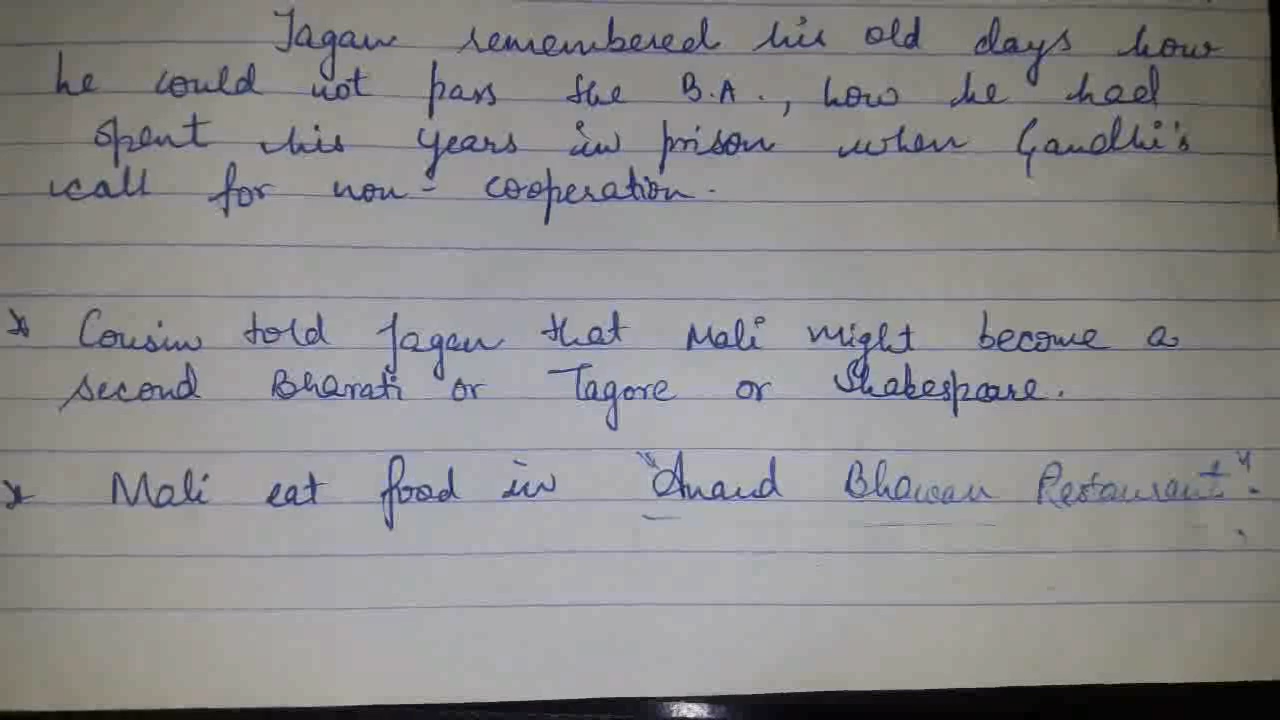 Jagan remembered his old days how
he could not pass the B.A., how he had
spent his years in prison when Gandhi's
call for non-cooperation.
* Cousin told Jagan that Mali might become a
second Bharati or Tagore or Shakespeare.
* Mali eat food in "Anand Bhawan Restaurant".